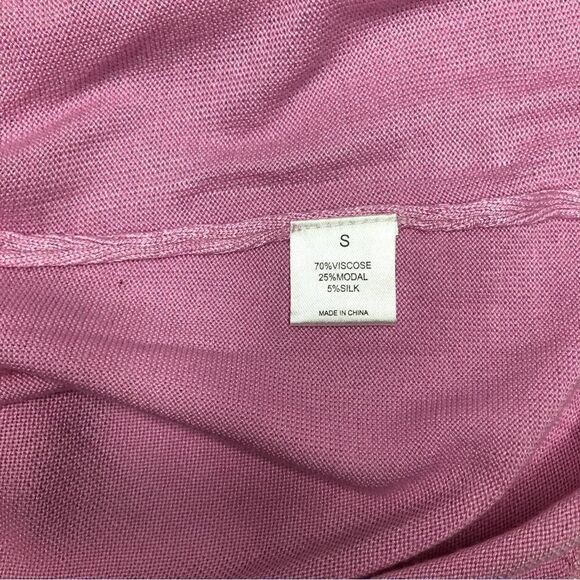 S
70%VISCOSE
25%MODAL
5%SILK
MADE IN CHINA